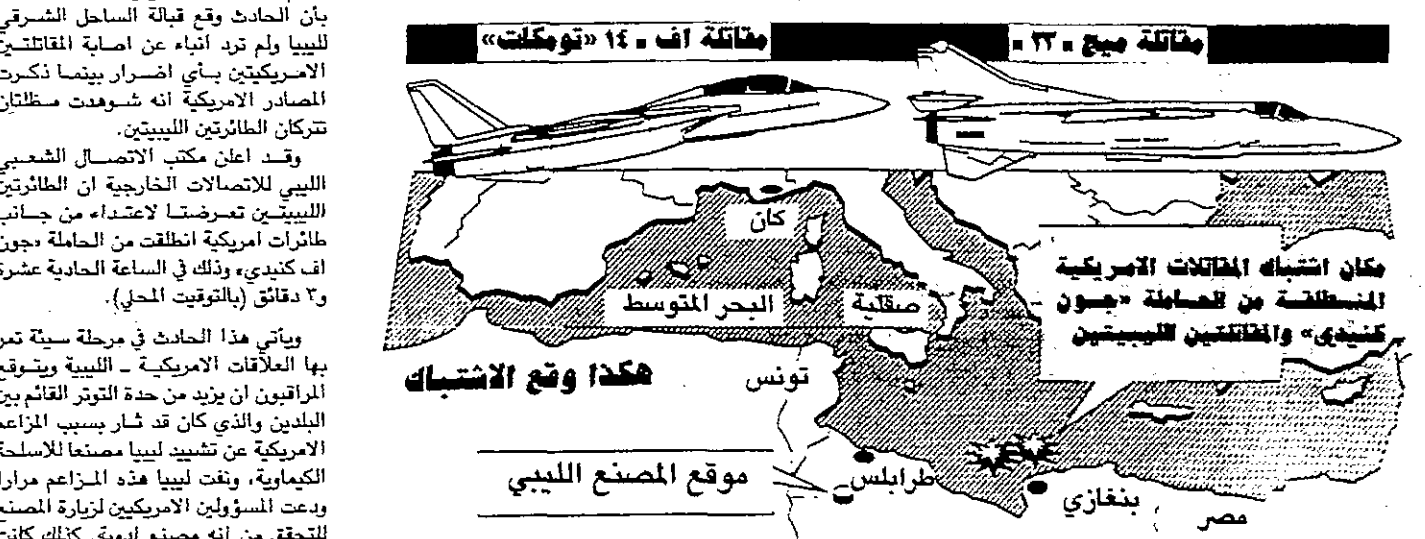 بأن الحادث وقع قبالة الساحل الشرقي
لليبيا ولم ترد انباء عن اصابة المقاتلتين
الامريكيتين بأي اضرار بينما ذكرت
المصادر الامريكية انه شوهدت مظلتان
تتركان الطائرتين الليبيتين.
وقد اعلن مكتب الاتصال الشعبي
الليبي للاتصالات الخارجية ان الطائرتين
الليبيتين تعرضتا لاعتداء من جانب
طائرات امريكية انطلقت من الحاملة «جون
اف كنيدي» وذلك في الساعة الحادية عشرة
و٣ دقائق (بالتوقيت المحلي).
ويأتي هذا الحادث في مرحلة سيئة تمر
بها العلاقات الامريكية ـ الليبية ويتوقع
المراقبون ان يزيد من حدة التوتر القائم بين
البلدين والذي كان قد ثار بسبب المزاعم
الامريكية عن تشييد ليبيا مصنعا للاسلحة
الكيماوية، ونفت ليبيا هذه المزاعم مرارا
ودعت المسؤولين الامريكيين لزيارة المصنع
للتحقق من انه مصنع ادوية. كذلك كانت
مقاتلة ميج ـ ٢٣ ـ
مقاتلة اف ـ ١٤ «تومكات»
كان
مكان اشتباك المقاتلات الامريكية
المنطلقة من الحاملة «جون
كنيدي» والمقاتلتين الليبيتين
صقلية
البحر المتوسط
تونس
هكذا وقع الاشتباك
طرابلس
موقع المصنع الليبي
بنغازي
مصر